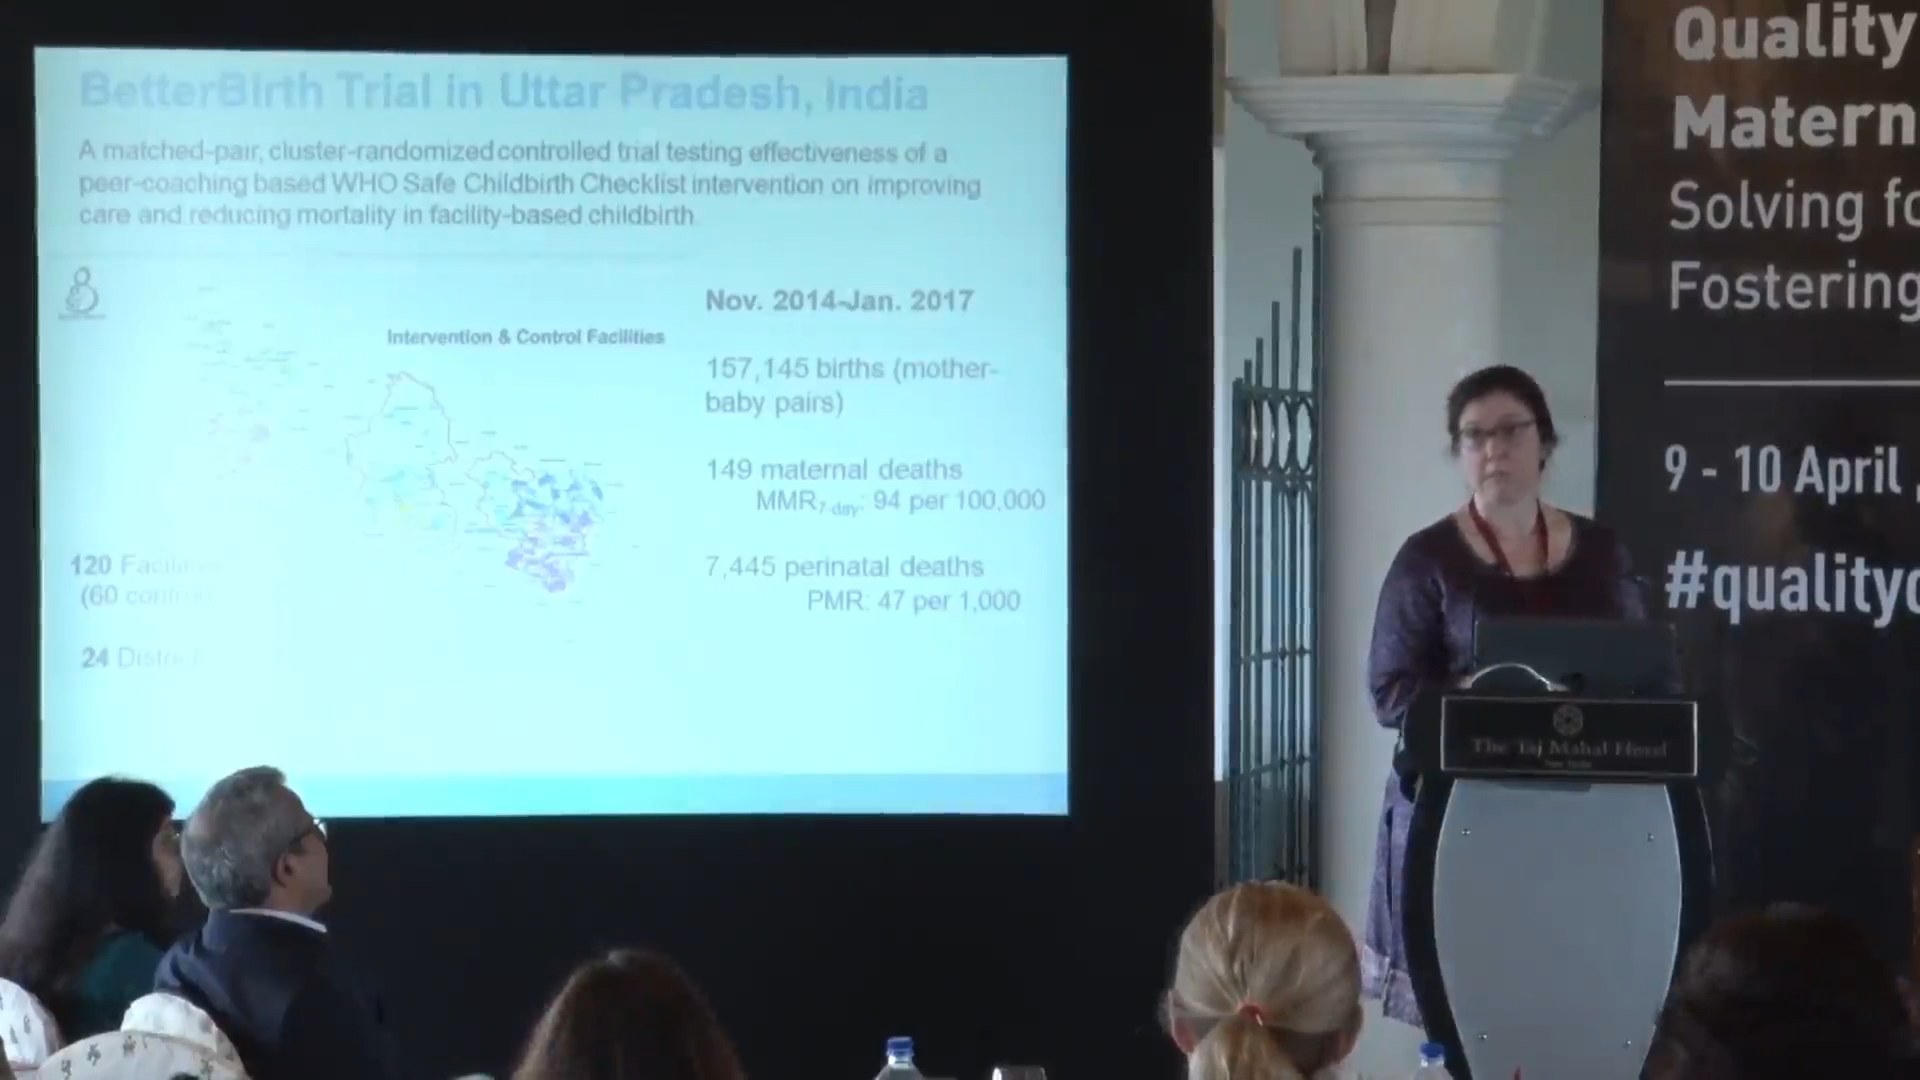 BetterBirth Trial in Uttar Pradesh, India
A matched-pair, cluster-randomized controlled trial testing effectiveness of a
peer-coaching based WHO Safe Childbirth Checklist intervention on improving
care and reducing mortality in facility-based childbirth
Intervention & Control Facilities
120
(60
24
Nov. 2014-Jan. 2017
157,145 births (mother-
baby pairs)
149 maternal deaths
MMR7-day: 94 per 100,000
7,445 perinatal deaths
PMR: 47 per 1,000
Quality
Matern
Solving fo
Fostering
9 - 10 April
#qualityo
The Taj Mahal Hotel
New Delhi